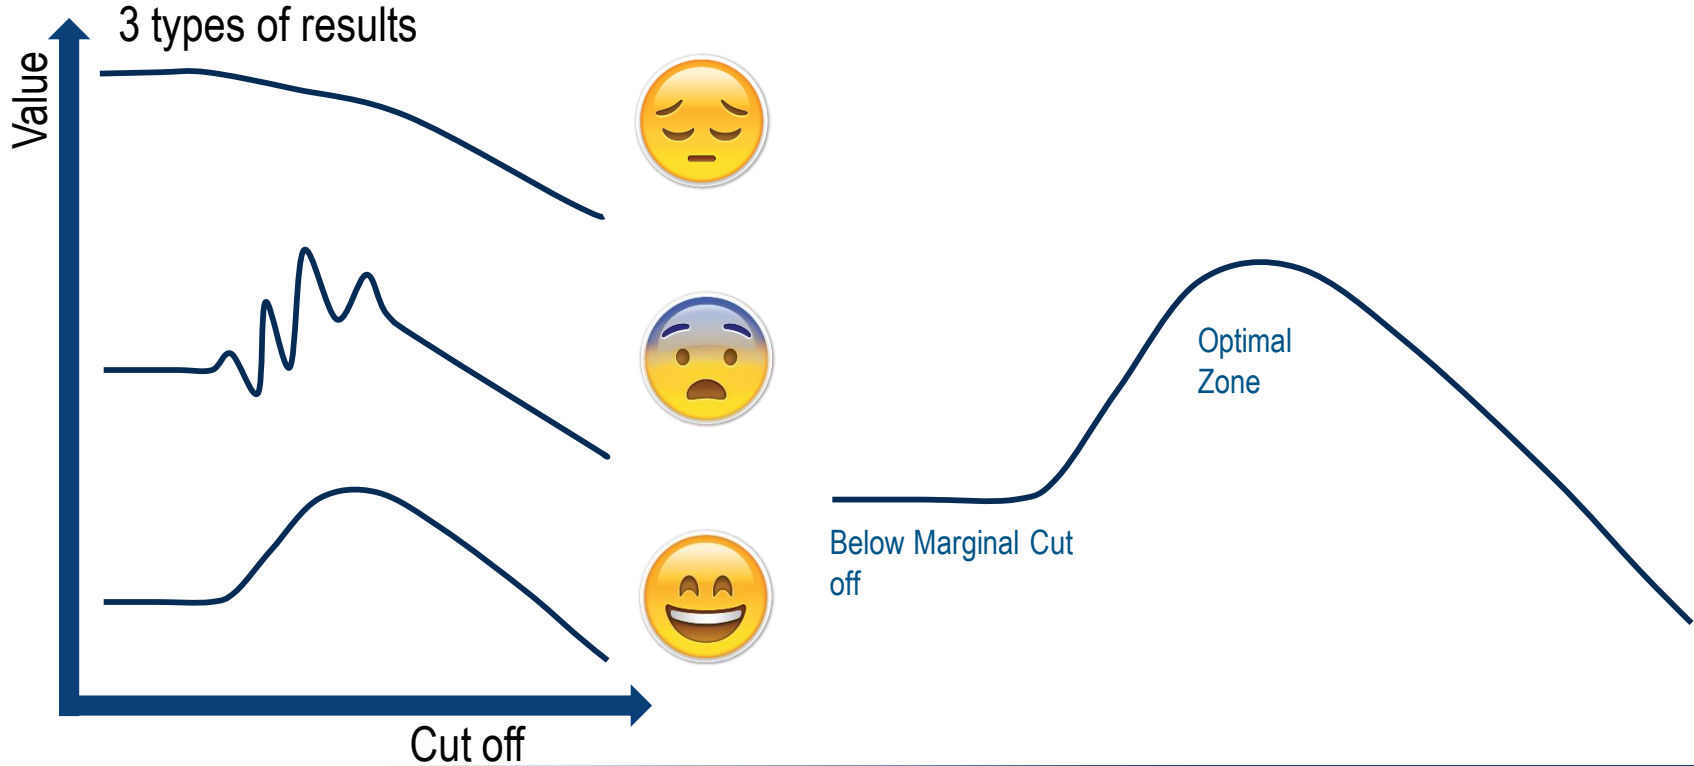 3 types of results
Value
Optimal
Zone
Below Marginal Cut
off
Cut off